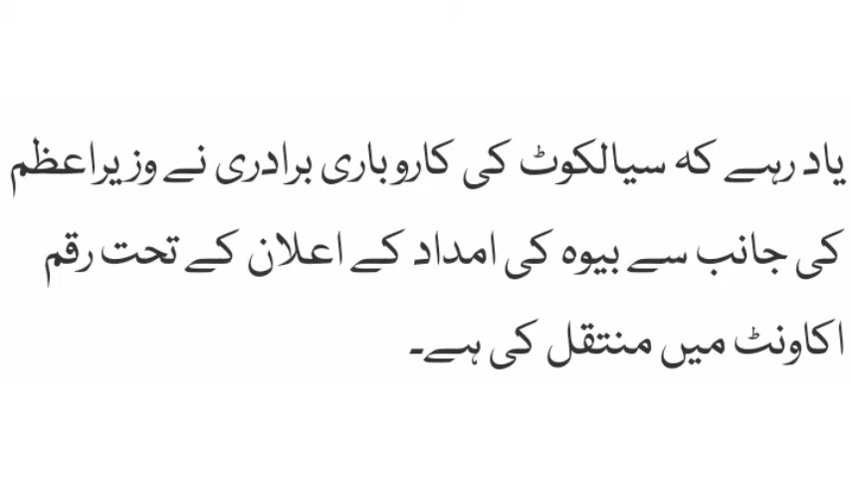 یاد رہے کہ سیالکوٹ کی کاروباری برادری نے وزیراعظم
کی جانب سے بیوہ کی امداد کے اعلان کے تحت رقم
اکاونٹ میں منتقل کی ہے۔